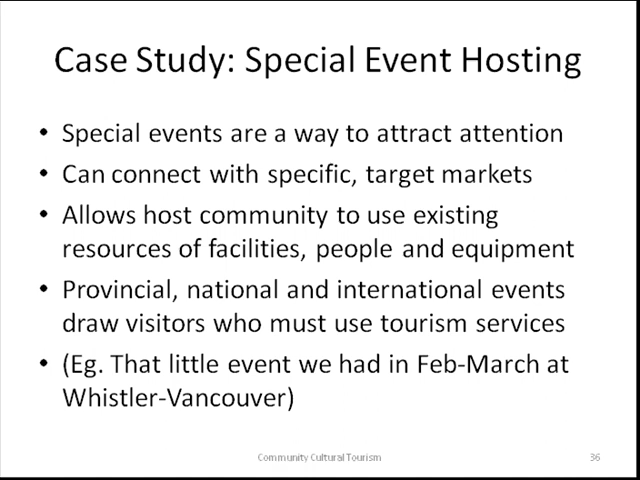 Case Study: Special Event Hosting
• Special events are a way to attract attention
• Can connect with specific, target markets
• Allows host community to use existing
resources of facilities, people and equipment
• Provincial, national and international events
draw visitors who must use tourism services
• (Eg. That little event we had in Feb-March at
Whistler-Vancouver)
Community Cultural Tourism
36